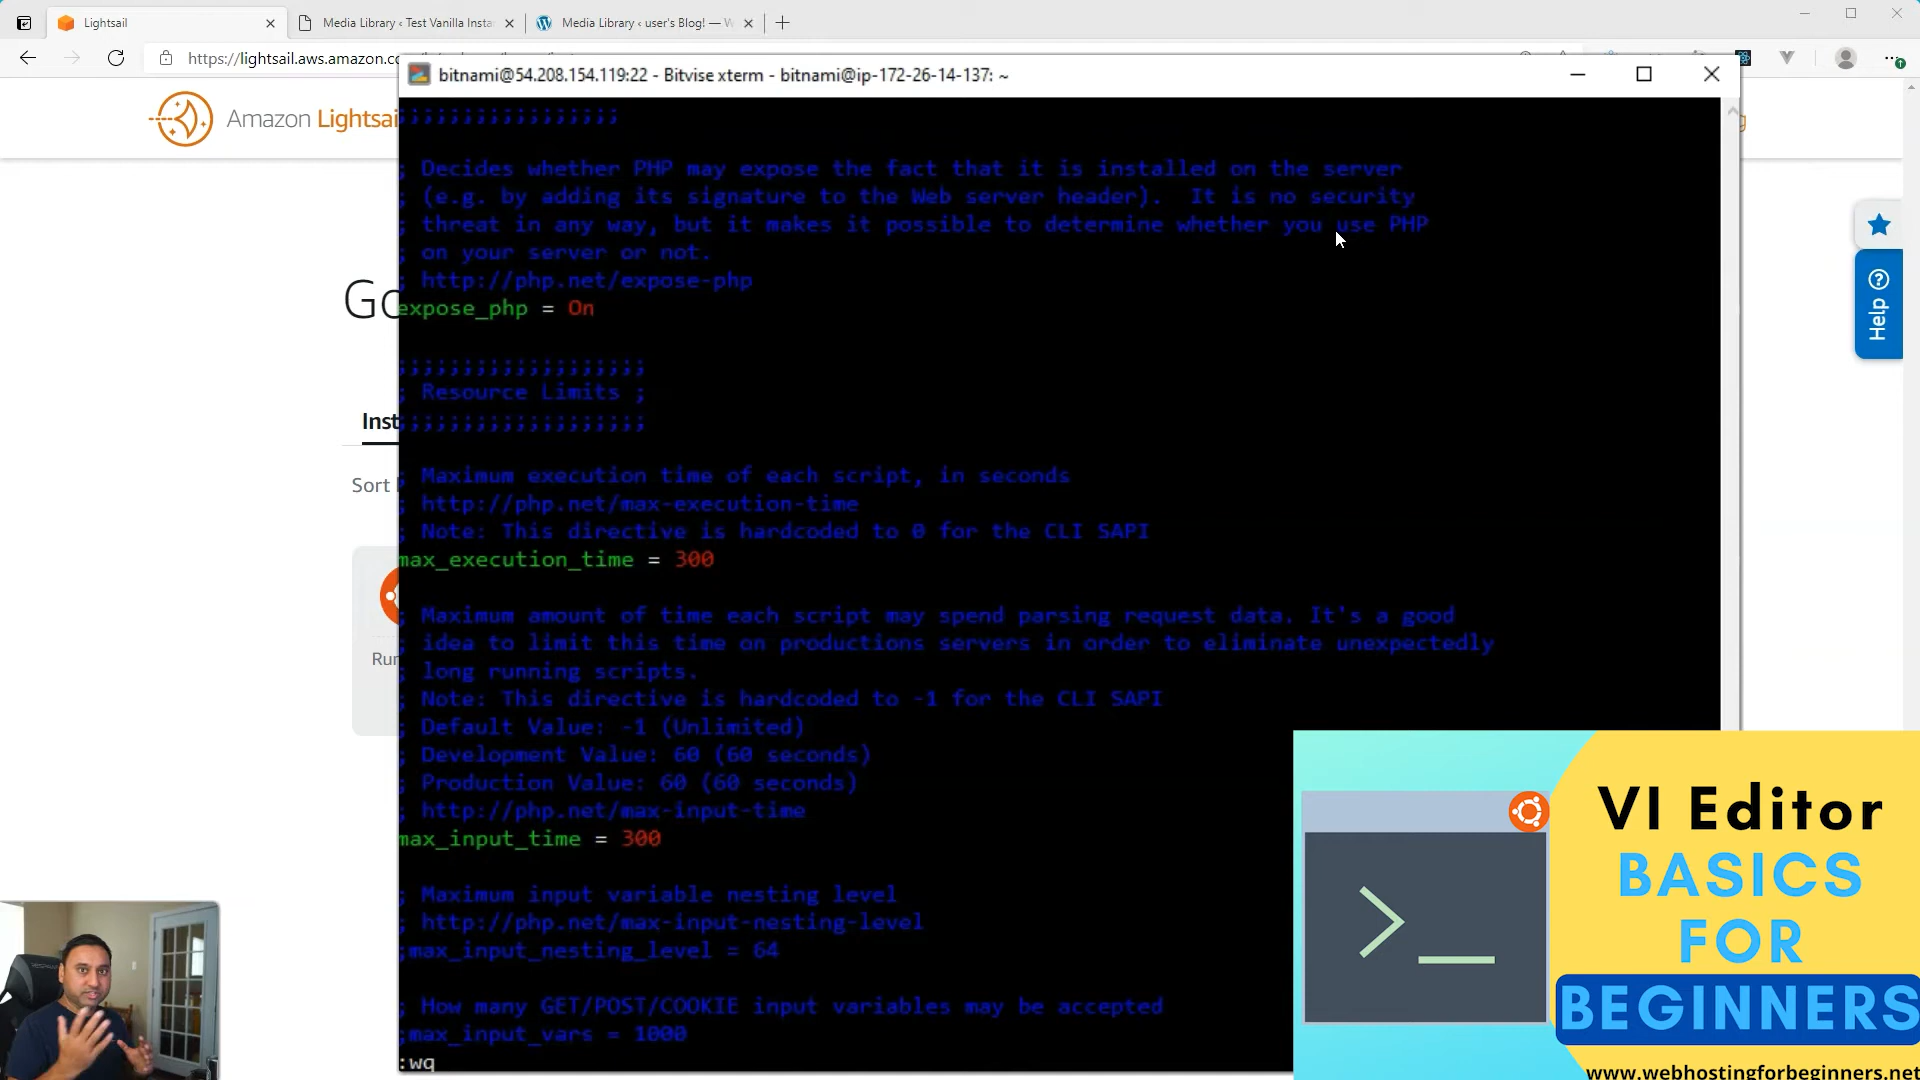 Lightsail
Media Library ‹ Test Vanilla Insta
Media Library ‹ user's Blog! — W
https://lightsail.aws.amazon.co
bitnami@54.208.154.119:22 - Bitvise xterm - bitnami@ip-172-26-14-137: ~
Amazon Lightsai
;;;;;;;;;;;;;;;;;
; Decides whether PHP may expose the fact that it is installed on the server
; (e.g. by adding its signature to the Web server header).  It is no security
; threat in any way, but it makes it possible to determine whether you use PHP
; on your server or not.
; http://php.net/expose-php
expose_php = On
;;;;;;;;;;;;;;;;;;;
; Resource Limits ;
;;;;;;;;;;;;;;;;;;;
; Maximum execution time of each script, in seconds
; http://php.net/max-execution-time
; Note: This directive is hardcoded to 0 for the CLI SAPI
max_execution_time = 300
; Maximum amount of time each script may spend parsing request data. It's a good
; idea to limit this time on productions servers in order to eliminate unexpectedly
; long running scripts.
; Note: This directive is hardcoded to -1 for the CLI SAPI
; Default Value: -1 (Unlimited)
; Development Value: 60 (60 seconds)
; Production Value: 60 (60 seconds)
; http://php.net/max-input-time
max_input_time = 300
; Maximum input variable nesting level
; http://php.net/max-input-nesting-level
;max_input_nesting_level = 64
; How many GET/POST/COOKIE input variables may be accepted
;max_input_vars = 1000
:wq
Go
Inst
Sort
Run
Help
VI Editor
BASICS
FOR
BEGINNERS
www.webhostingforbeginners.net